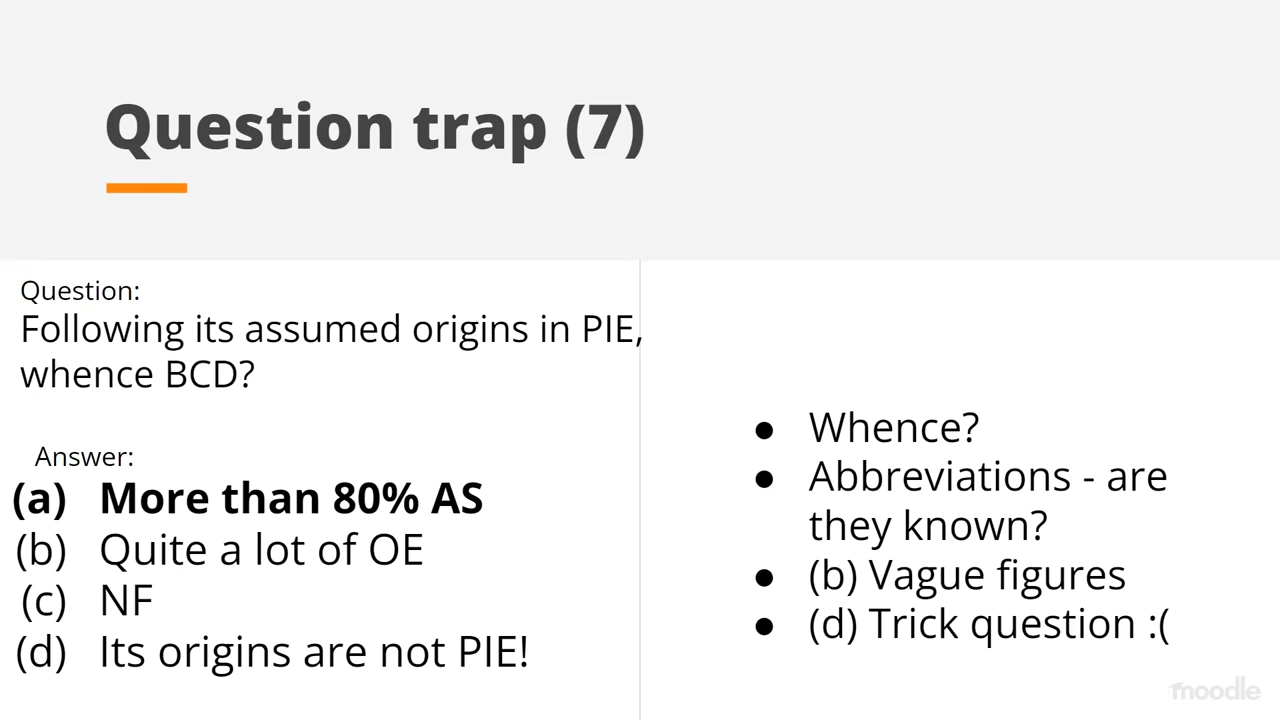 Question trap (7)
Question:
Following its assumed origins in PIE,
whence BCD?
Answer:
(a) More than 80% AS
(b) Quite a lot of OE
(c) NF
(d) Its origins are not PIE!
● Whence?
● Abbreviations - are
they known?
● (b) Vague figures
● (d) Trick question :(
moodle